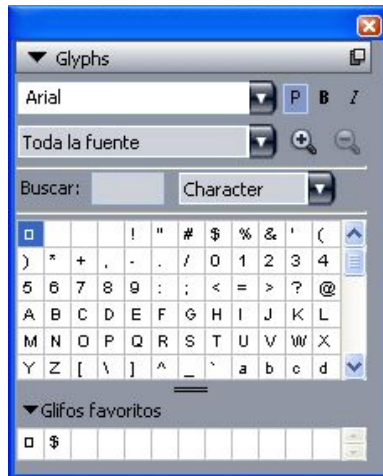 Glyphs
Arial P B I
Toda la fuente
Buscar: Character
¤ ! " # $ % & ' (
) * + , - . / 0 1 2 3 4
5 6 7 8 9 : ; < = > ? @
A B C D E F G H I J K L
M N O P Q R S T U V W X
Y Z [ \ ] ^ _ ` a b c d
Glifos favoritos
¤ $